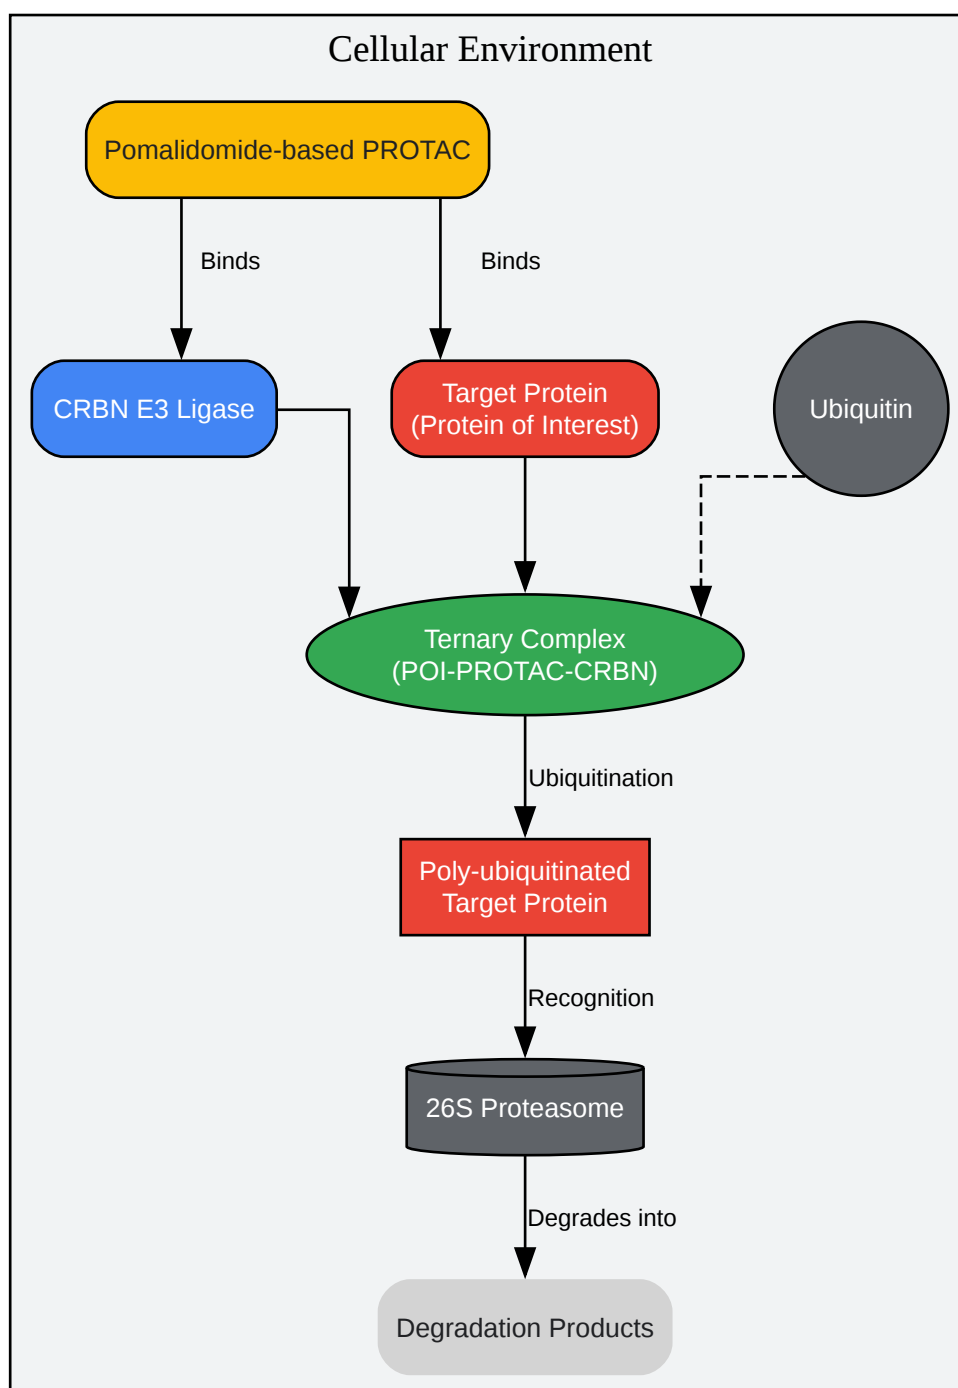 Cellular Environment
Pomalidomide-based PROTAC
Binds
Binds
CRBN E3 Ligase
Target Protein
(Protein of Interest)
Ubiquitin
Ternary Complex
(POI-PROTAC-CRBN)
Ubiquitination
Poly-ubiquitinated
Target Protein
Recognition
26S Proteasome
Degrades into
Degradation Products